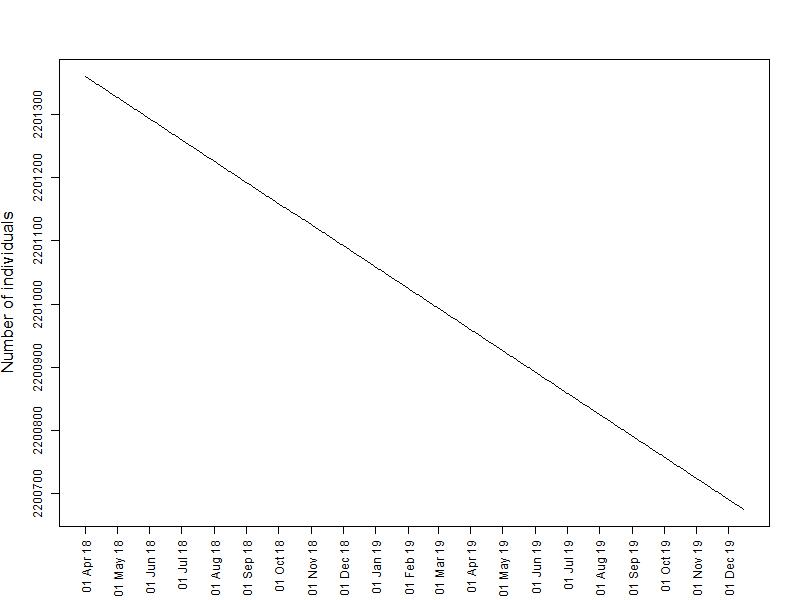 Number of individuals
2201300
2201200
2201100
2201000
2200900
2200800
2200700
01 Apr 18
01 May 18
01 Jun 18
01 Jul 18
01 Aug 18
01 Sep 18
01 Oct 18
01 Nov 18
01 Dec 18
01 Jan 19
01 Feb 19
01 Mar 19
01 Apr 19
01 May 19
01 Jun 19
01 Jul 19
01 Aug 19
01 Sep 19
01 Oct 19
01 Nov 19
01 Dec 19